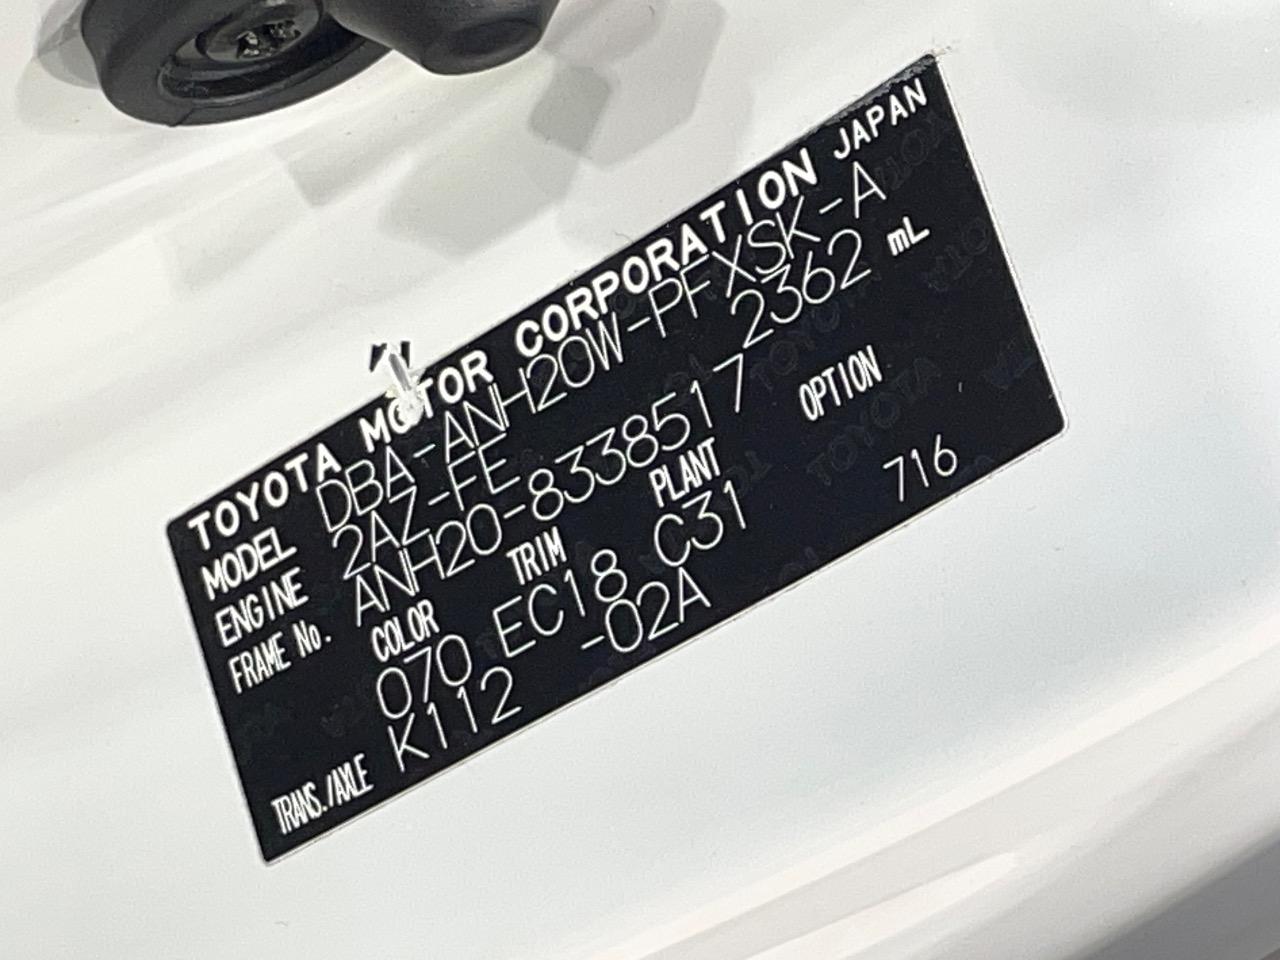 TOYOTA MOTOR CORPORATION JAPAN
MODEL DBA-ANH20W-PFXSK-A
ENGINE 2AZ-FE 2362 mL
FRAME No. ANH20-8338517
COLOR TRIM PLANT OPTION
070 EC18 C31 716
TRANS./AXLE K112 -02A